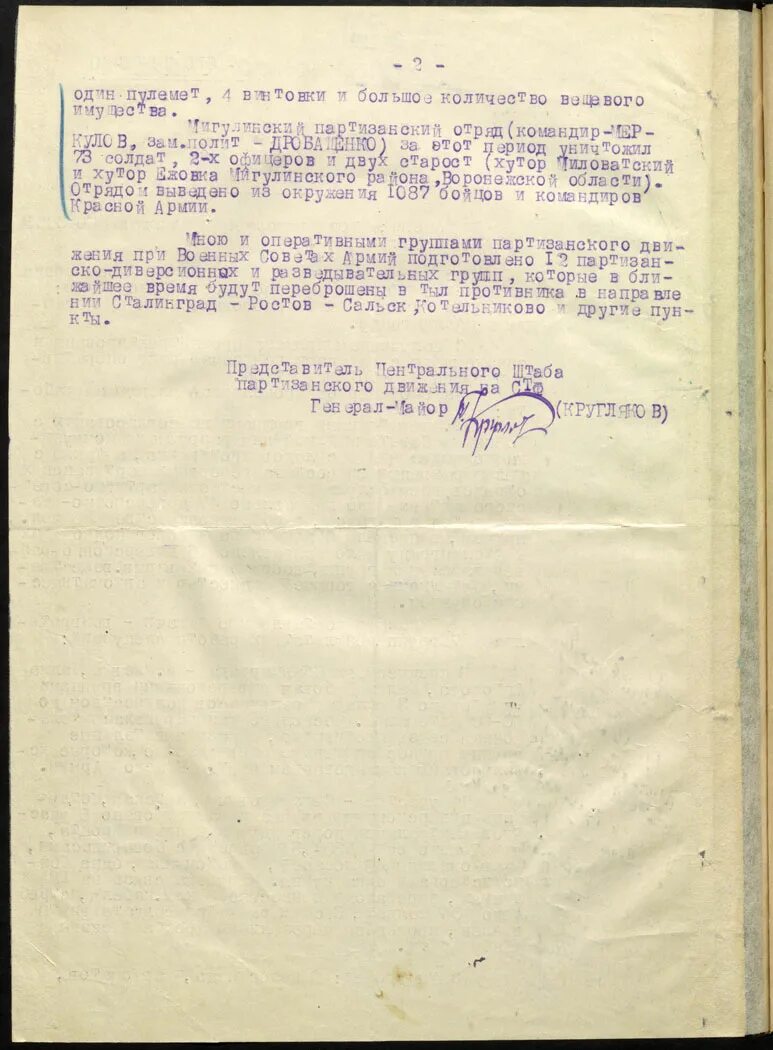 - 2 -
один пулемет, 4 винтовки и большое количество вещевого
имущества.
Мигулинский партизанский отряд(командир-МЕР-
КУЛОВ, зам.полит - ДРОБАЩЕНКО) за этот период уничтожил
73 солдат, 2-х офицеров и двух старост (хутор Миловатский
и хутор Ежовка Мигулинского района,Воронежской области).
Отрядом выведено из окружения 1087 бойцов и командиров
Красной Армии.
Мною и оперативными группами партизанского дви-
жения при Военных Советах Армий подготовлено I2 партизан-
ско-диверсионных и разведывательных групп, которые в бли-
жайшее время будут переброшены в тыл противника в направле
нии Сталинград - Ростов - Сальск,Котельниково и другие пун-
кты.
Представитель Центрального Штаба
партизанского движения на СТФ
Генерал-Майор (КРУГЛЯКОВ)